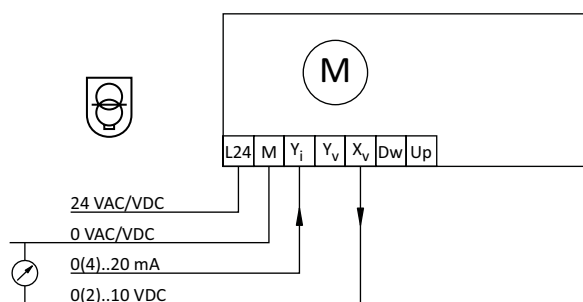 M
L24 M Yi Yv Xv Dw Up
24 VAC/VDC
0 VAC/VDC
0(4)..20 mA
0(2)..10 VDC